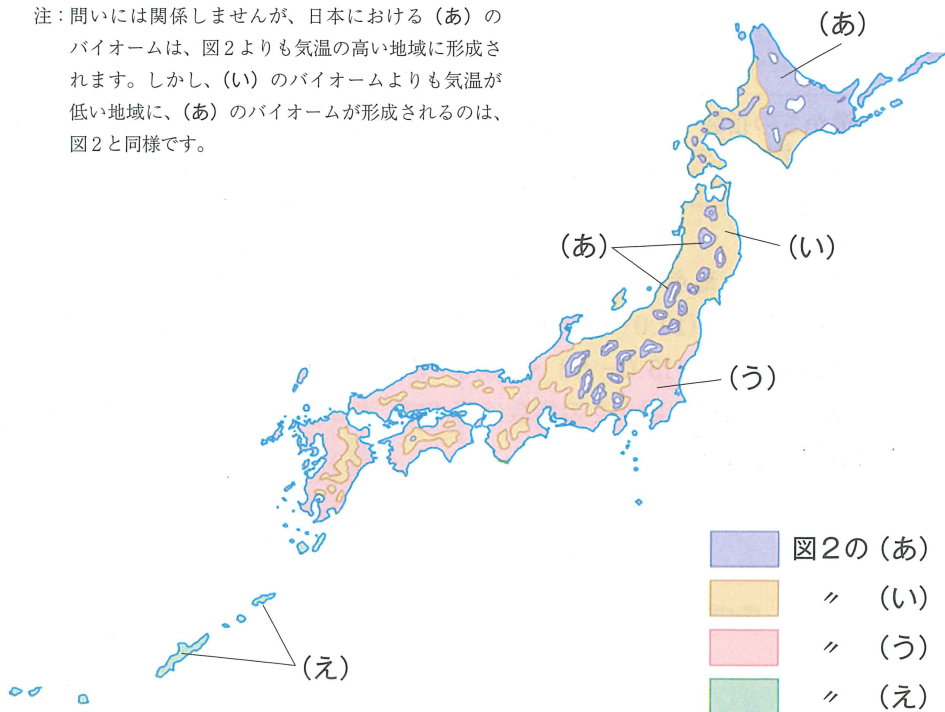 注：問いには関係しませんが、日本における（あ）の
バイオームは、図２よりも気温の高い地域に形成さ
れます。しかし、（い）のバイオームよりも気温が
低い地域に、（あ）のバイオームが形成されるのは、
図２と同様です。
（あ）
（あ）
（い）
（う）
（え）
図２の（あ）
〃 （い）
〃 （う）
〃 （え）